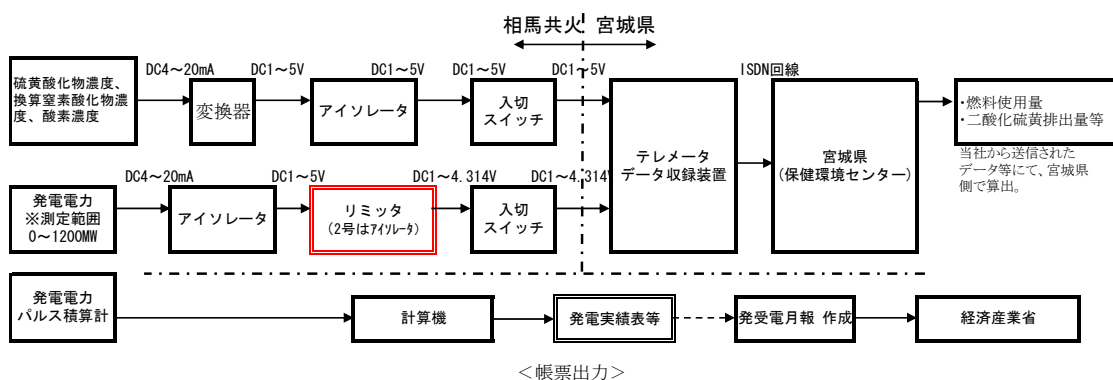 相馬共火 宮城県
DC4～20mA
DC1～5V
DC1～5V
DC1～5V
DC1～5V
ISDN回線
硫黄酸化物濃度、
換算窒素酸化物濃
度、酸素濃度
変換器
アイソレータ
入切
スイッチ
テレメータ
データ収録装置
宮城県
(保健環境センター)
・燃料使用量
・二酸化硫黄排出量等
当社から送信された
データ等にて、宮城県
側で算出。
DC4～20mA
DC1～5V
DC1～4.314V
DC1～4.314V
発電電力
※測定範囲
0～1200MW
アイソレータ
リミッタ
(2号はアイソレータ)
入切
スイッチ
発電電力
パルス積算計
計算機
発電実績表等
発受電月報 作成
経済産業省
＜帳票出力＞